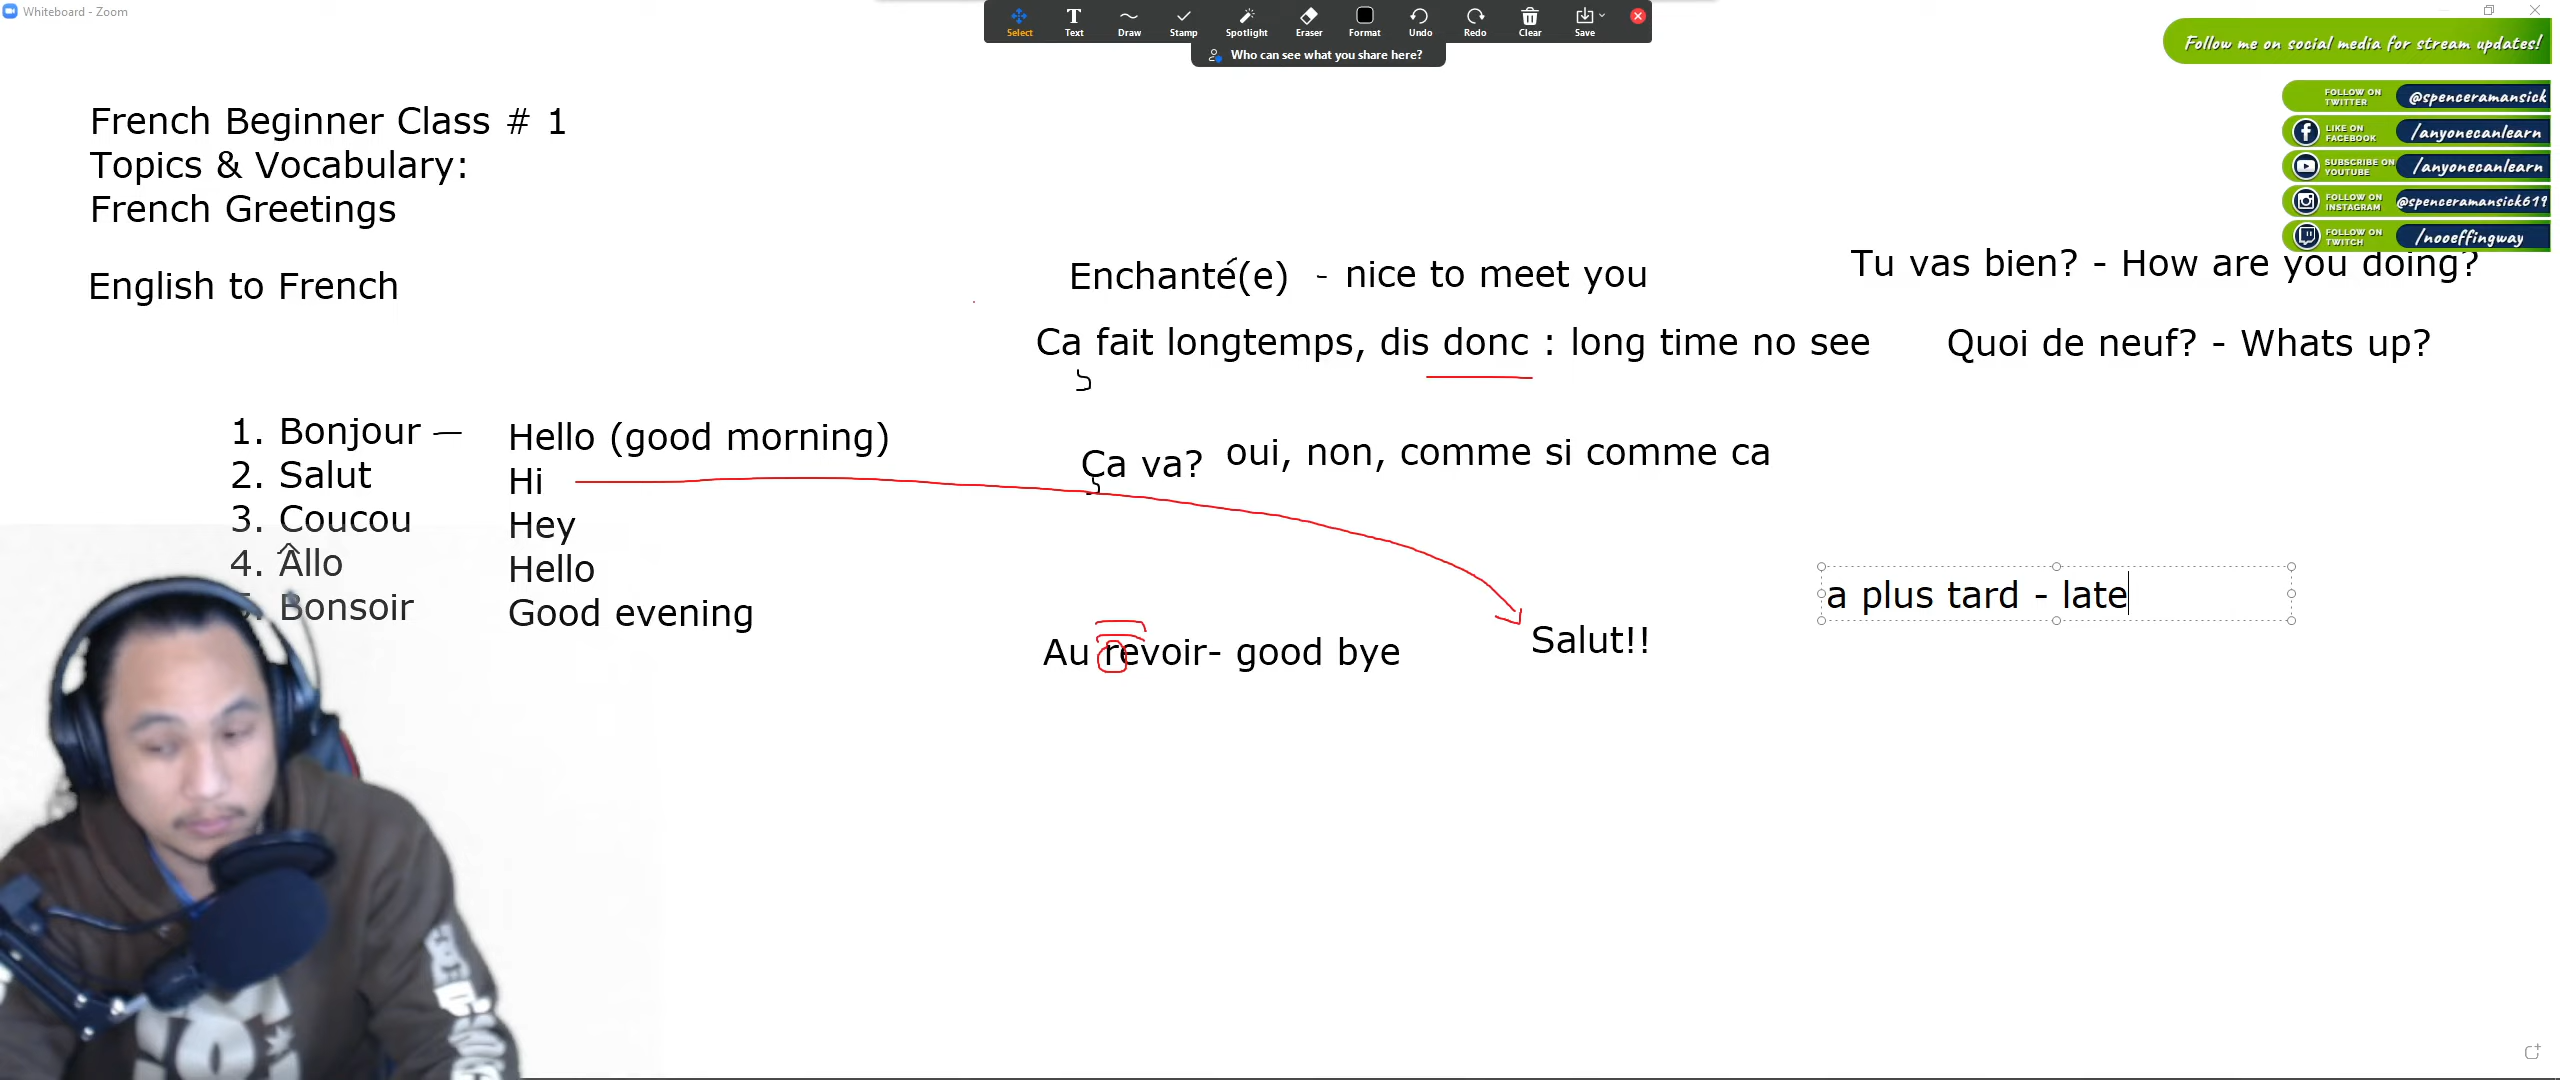 Whiteboard - Zoom
Select Text Draw Stamp Spotlight Eraser Format Undo Redo Clear Save
Who can see what you share here?
Follow me on social media for stream updates!
FOLLOW ON TWITTER @spenceramansick
LIKE ON FACEBOOK /anyonecanlearn
SUBSCRIBE ON YOUTUBE /anyonecanlearn
FOLLOW ON INSTAGRAM @spenceramansick619
FOLLOW ON TWITCH /nooeffingway
French Beginner Class # 1
Topics & Vocabulary:
French Greetings
English to French
1. Bonjour — Hello (good morning)
2. Salut Hi
3. Coucou Hey
4. Âllo Hello
5. Bonsoir Good evening
Enchanté(e) - nice to meet you
Ça fait longtemps, dis donc : long time no see
Ça va? oui, non, comme si comme ca
Au revoir- good bye
Salut!!
Tu vas bien? - How are you doing?
Quoi de neuf? - Whats up?
a plus tard - late